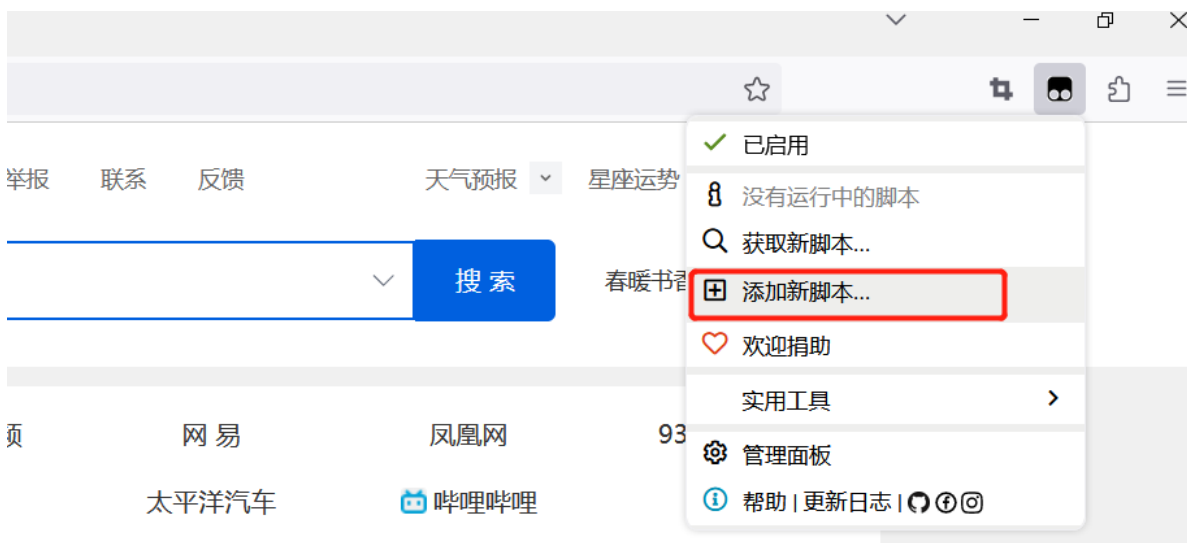 已启用
举报 联系 反馈 天气预报 星座运势
没有运行中的脚本
获取新脚本...
搜索 春暖书香
添加新脚本...
欢迎捐助
实用工具
网易 凤凰网 93
管理面板
太平洋汽车 哔哩哔哩
帮助 | 更新日志 |